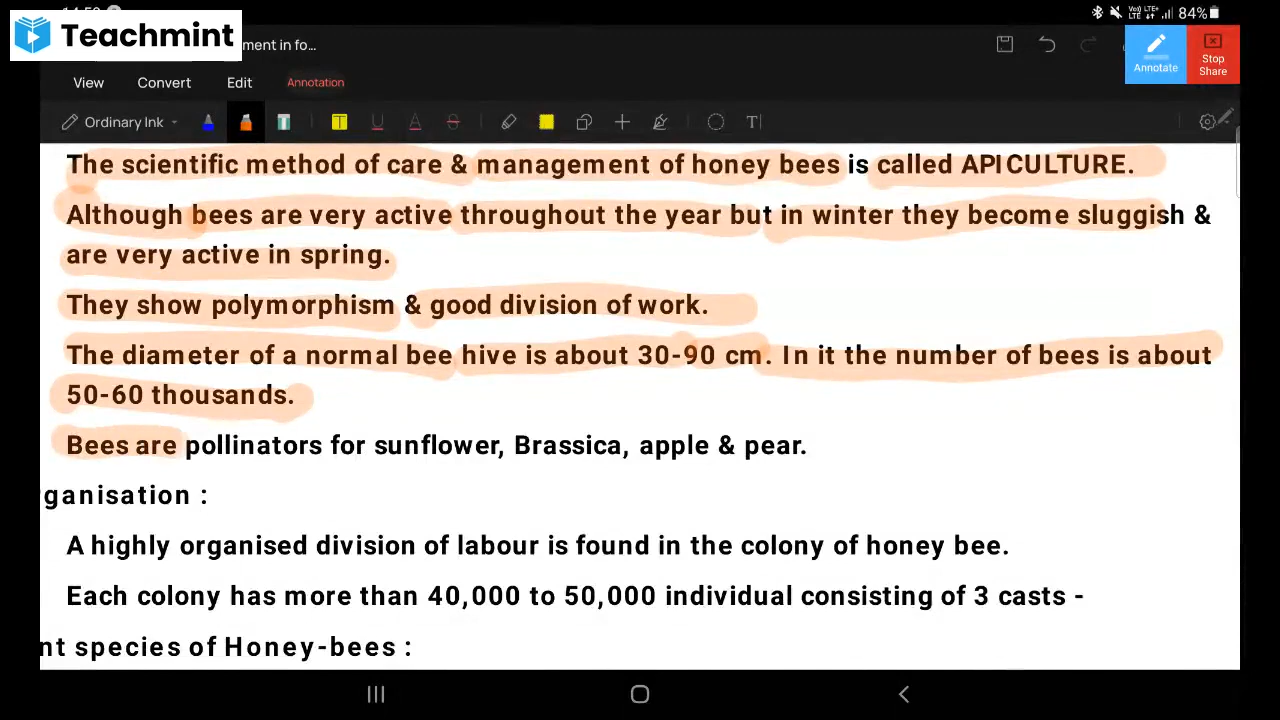 Teachmint
84%
ment in fo...
Annotate
Stop
Share
View Convert Edit Annotation
Ordinary Ink
The scientific method of care & management of honey bees is called APICULTURE.
Although bees are very active throughout the year but in winter they become sluggish &
are very active in spring.
They show polymorphism & good division of work.
The diameter of a normal bee hive is about 30-90 cm. In it the number of bees is about
50-60 thousands.
Bees are pollinators for sunflower, Brassica, apple & pear.
rganisation :
A highly organised division of labour is found in the colony of honey bee.
Each colony has more than 40,000 to 50,000 individual consisting of 3 casts -
nt species of Honey-bees :